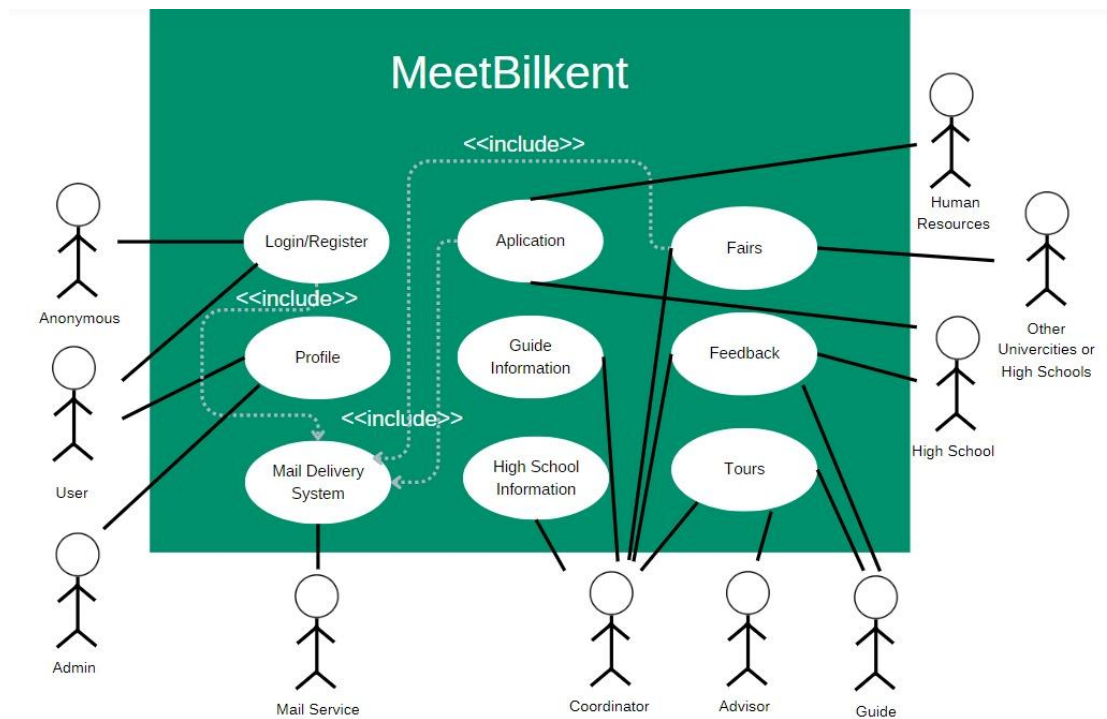 MeetBilkent
<<include>>
Human
Resources
Login/Register
Aplication
Fairs
<<include>>
Anonymous
Other
Univercities or
High Schools
Profile
Guide
Information
Feedback
<<include>>
High School
Mail Delivery
System
High School
Information
Tours
User
Admin
Mail Service
Coordinator
Advisor
Guide